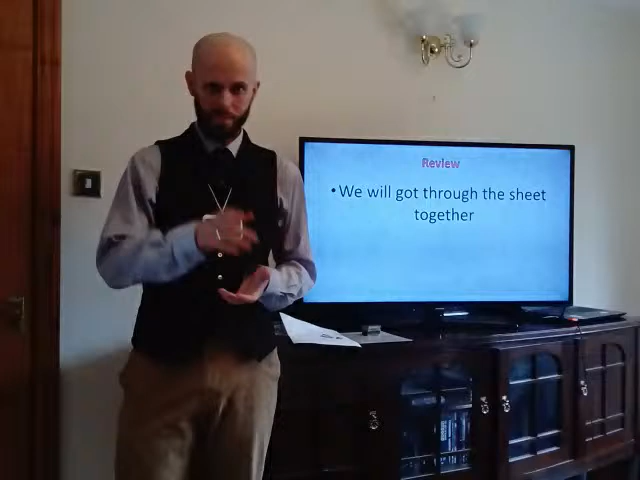 Review
•We will got through the sheet
together